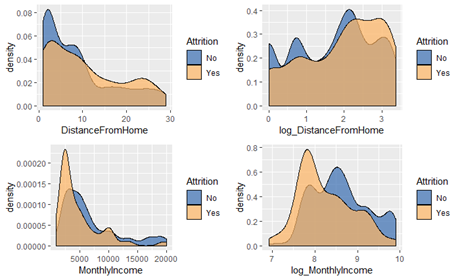 density
0.08
0.06
0.04
0.02
0.00
0
10
20
30
DistanceFromHome
Attrition
No
Yes
density
0.4
0.3
0.2
0.1
0.0
0
1
2
3
log_DistanceFromHome
Attrition
No
Yes
density
0.00020
0.00015
0.00010
0.00005
0.00000
5000
10000
15000
20000
MonthlyIncome
Attrition
No
Yes
density
0.8
0.6
0.4
0.2
0.0
7
8
9
10
log_MonthlyIncome
Attrition
No
Yes